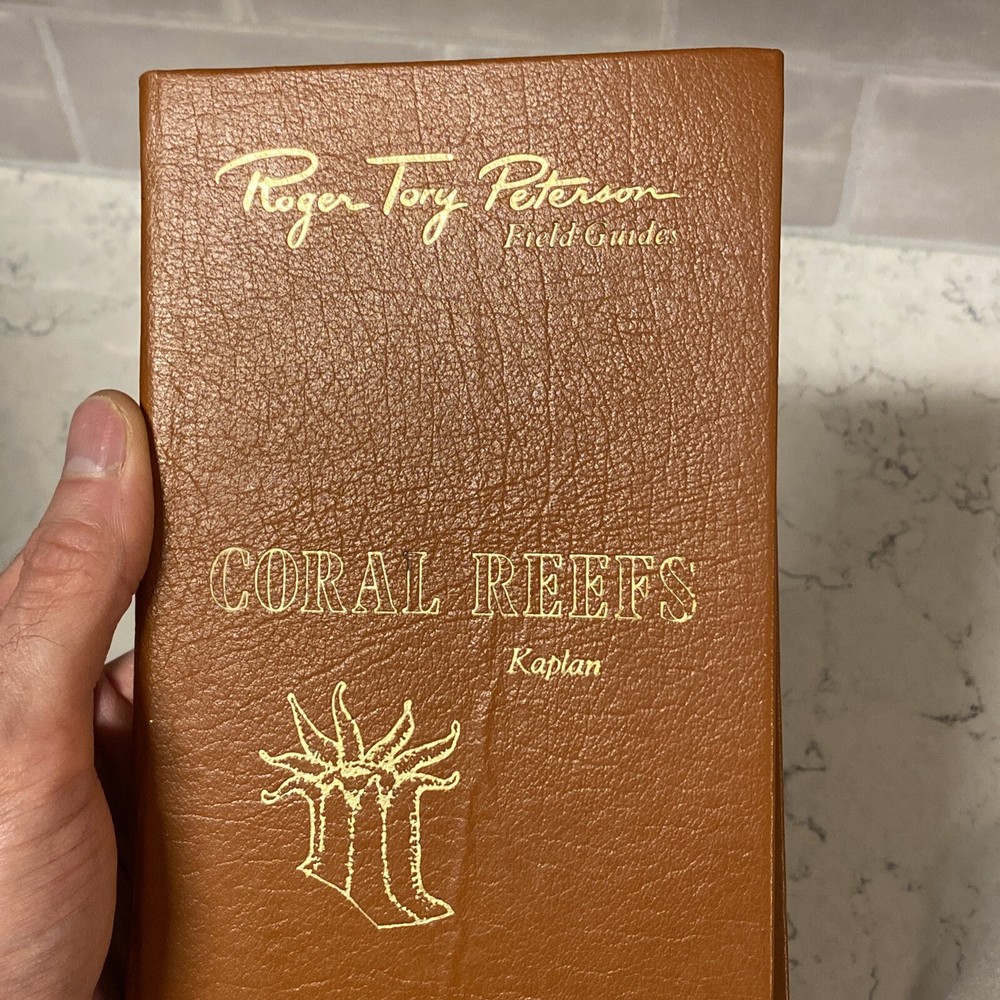 Roger Tory Peterson
Field Guides
CORAL REEFS
Kaplan